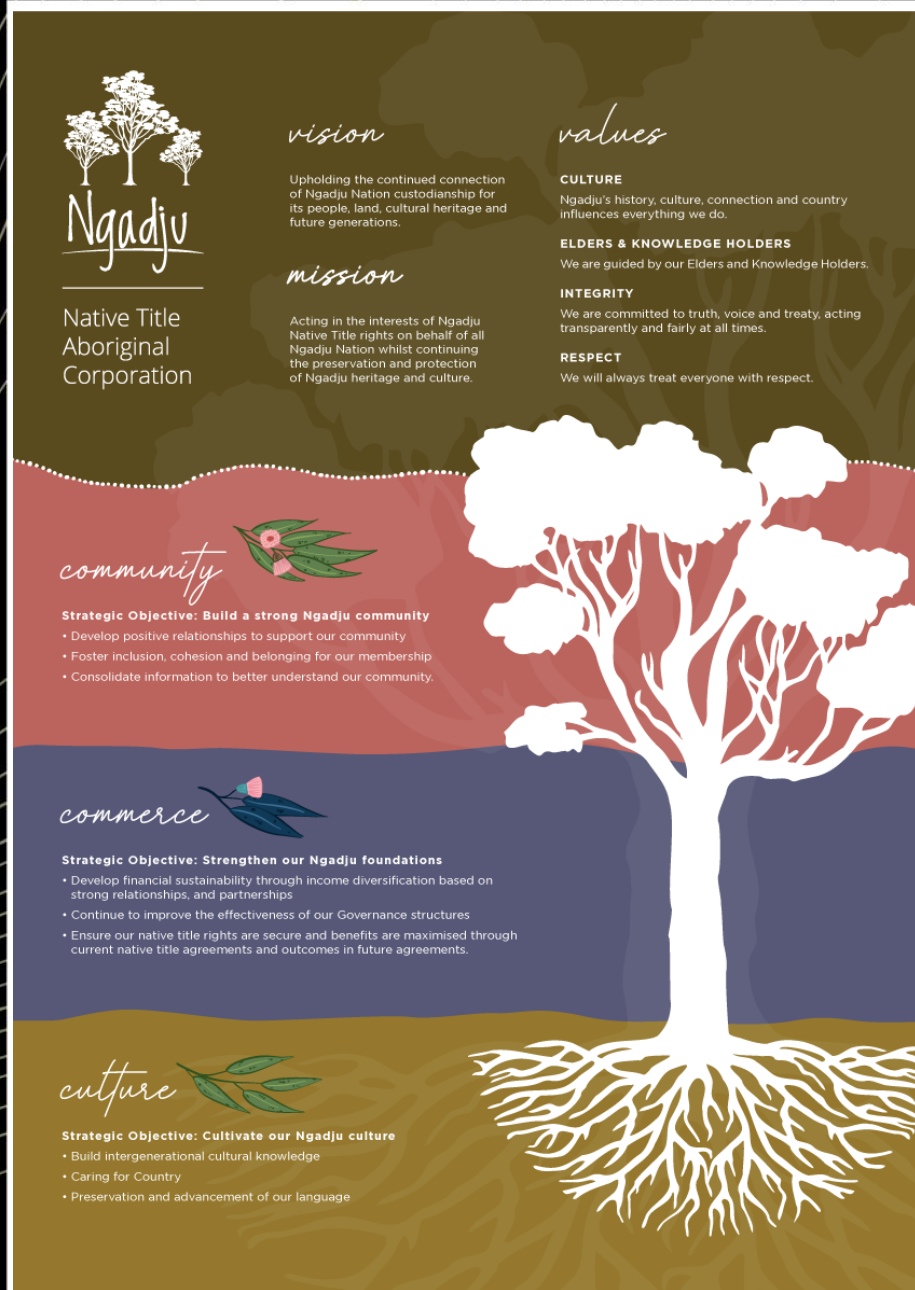 Ngadju
Native Title
Aboriginal
Corporation
vision
Upholding the continued connection
of Ngadju Nation custodianship for
its people, land, cultural heritage and
future generations.
mission
Acting in the interests of Ngadju
Native Title rights on behalf of all
Ngadju Nation whilst continuing
the preservation and protection
of Ngadju heritage and culture.
values
CULTURE
Ngadju's history, culture, connection and country
influences everything we do.
ELDERS & KNOWLEDGE HOLDERS
We are guided by our Elders and Knowledge Holders.
INTEGRITY
We are committed to truth, voice and treaty, acting
transparently and fairly at all times.
RESPECT
We will always treat everyone with respect.
community
Strategic Objective: Build a strong Ngadju community
• Develop positive relationships to support our community
• Foster inclusion, cohesion and belonging for our membership
• Consolidate information to better understand our community.
commerce
Strategic Objective: Strengthen our Ngadju foundations
• Develop financial sustainability through income diversification based on
strong relationships, and partnerships
• Continue to improve the effectiveness of our Governance structures
• Ensure our native title rights are secure and benefits are maximised through
current native title agreements and outcomes in future agreements.
culture
Strategic Objective: Cultivate our Ngadju culture
• Build intergenerational cultural knowledge
• Caring for Country
• Preservation and advancement of our language